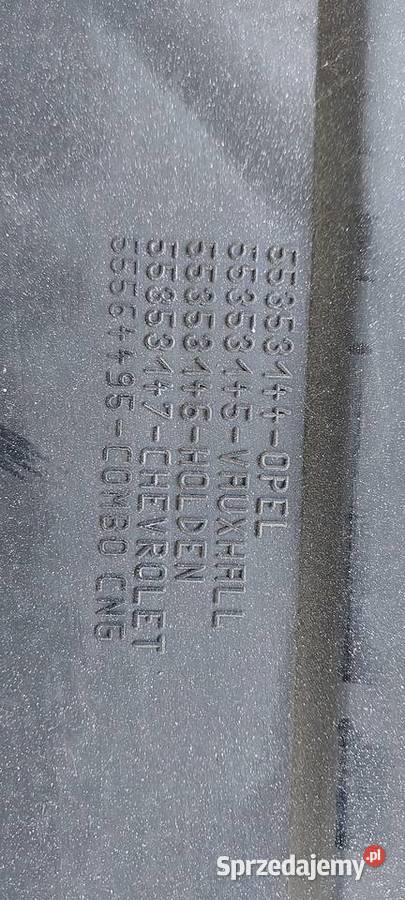 55353144-OPEL
55353145-VAUXHALL
55353146-HOLDEN
55353147-CHEVROLET
55564495-COMBO CNG
Sprzedajemy.pl